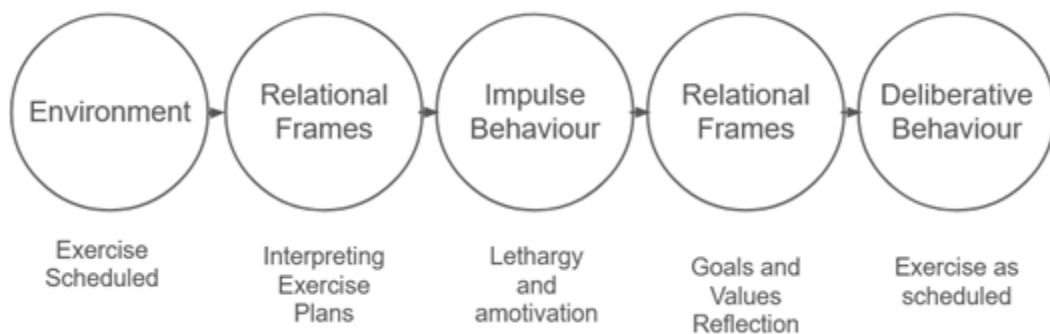 Environment
Relational
Frames
Impulse
Behaviour
Relational
Frames
Deliberative
Behaviour
Exercise
Scheduled
Interpreting
Exercise
Plans
Lethargy
and
amotivation
Goals and
Values
Reflection
Exercise as
scheduled